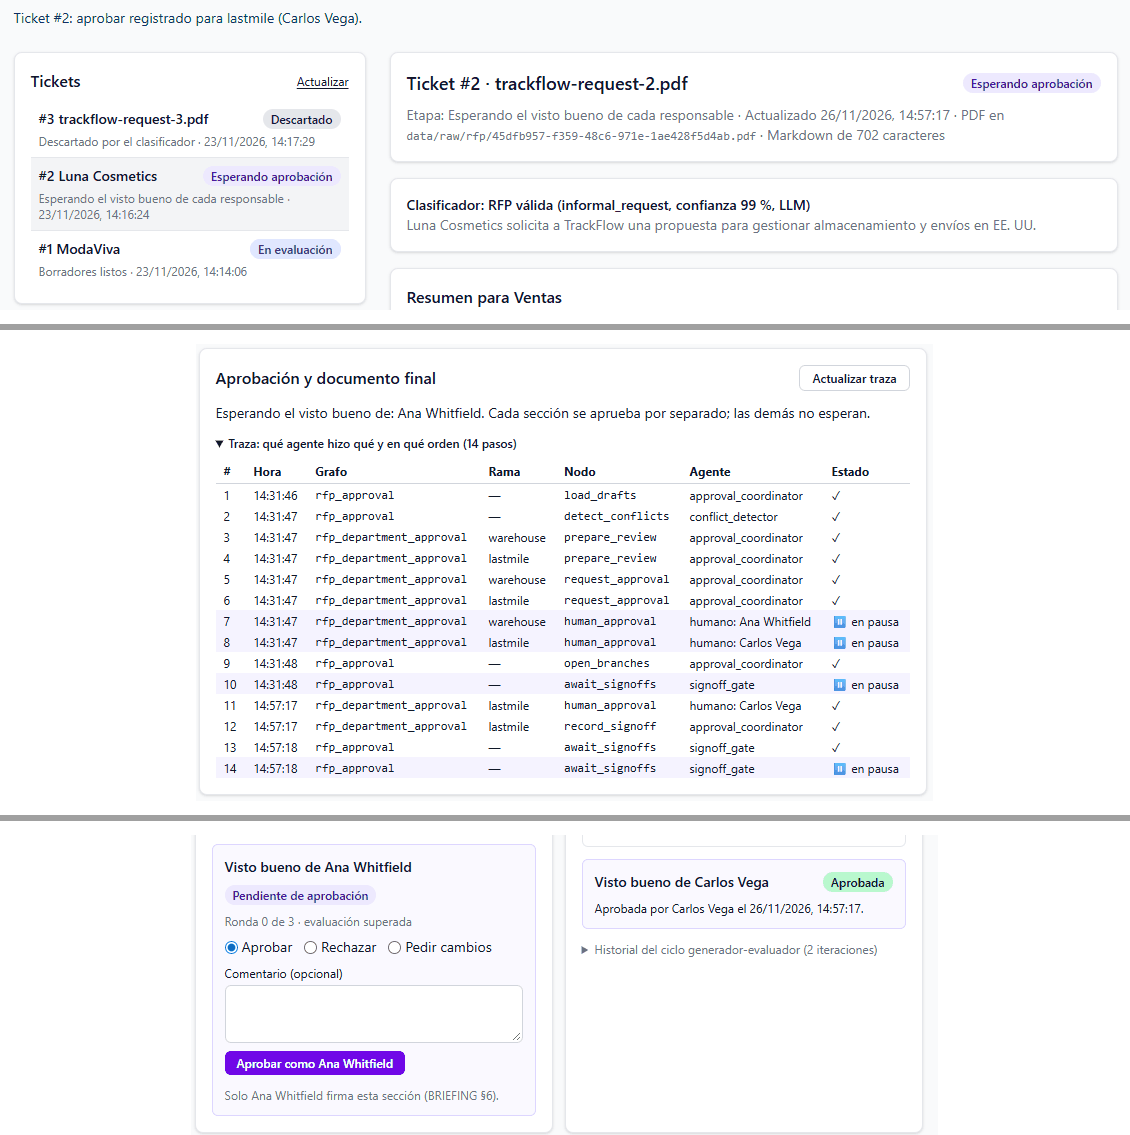 Ticket #2: aprobar registrado para lastmile (Carlos Vega).
Tickets
Actualizar
#3 trackflow-request-3.pdf
Descartado
Descartado por el clasificador · 23/11/2026, 14:17:29
#2 Luna Cosmetics
Esperando aprobación
Esperando el visto bueno de cada responsable ·
23/11/2026, 14:16:24
#1 ModaViva
En evaluación
Borradores listos · 23/11/2026, 14:14:06
Ticket #2 · trackflow-request-2.pdf
Esperando aprobación
Etapa: Esperando el visto bueno de cada responsable · Actualizado 26/11/2026, 14:57:17 · PDF en
data/raw/rfp/45dfb957-f359-48c6-971e-1ae428f5d4ab.pdf · Markdown de 702 caracteres
Clasificador: RFP válida (informal_request, confianza 99 %, LLM)
Luna Cosmetics solicita a TrackFlow una propuesta para gestionar almacenamiento y envíos en EE. UU.
Resumen para Ventas
Aprobación y documento final
Actualizar traza
Esperando el visto bueno de: Ana Whitfield. Cada sección se aprueba por separado; las demás no esperan.
▼ Traza: qué agente hizo qué y en qué orden (14 pasos)
# Hora Grafo Rama Nodo Agente Estado
1 14:31:46 rfp_approval — load_drafts approval_coordinator ✓
2 14:31:47 rfp_approval — detect_conflicts conflict_detector ✓
3 14:31:47 rfp_department_approval warehouse prepare_review approval_coordinator ✓
4 14:31:47 rfp_department_approval lastmile prepare_review approval_coordinator ✓
5 14:31:47 rfp_department_approval warehouse request_approval approval_coordinator ✓
6 14:31:47 rfp_department_approval lastmile request_approval approval_coordinator ✓
7 14:31:47 rfp_department_approval warehouse human_approval humano: Ana Whitfield ⏸ en pausa
8 14:31:47 rfp_department_approval lastmile human_approval humano: Carlos Vega ⏸ en pausa
9 14:31:48 rfp_approval — open_branches approval_coordinator ✓
10 14:31:48 rfp_approval — await_signoffs signoff_gate ⏸ en pausa
11 14:57:17 rfp_department_approval lastmile human_approval humano: Carlos Vega ✓
12 14:57:17 rfp_department_approval lastmile record_signoff approval_coordinator ✓
13 14:57:18 rfp_approval — await_signoffs signoff_gate ✓
14 14:57:18 rfp_approval — await_signoffs signoff_gate ⏸ en pausa
Visto bueno de Ana Whitfield
Pendiente de aprobación
Ronda 0 de 3 · evaluación superada
Aprobar Rechazar Pedir cambios
Comentario (opcional)
Aprobar como Ana Whitfield
Solo Ana Whitfield firma esta sección (BRIEFING §6).
Visto bueno de Carlos Vega
Aprobada
Aprobada por Carlos Vega el 26/11/2026, 14:57:17.
▶ Historial del ciclo generador-evaluador (2 iteraciones)